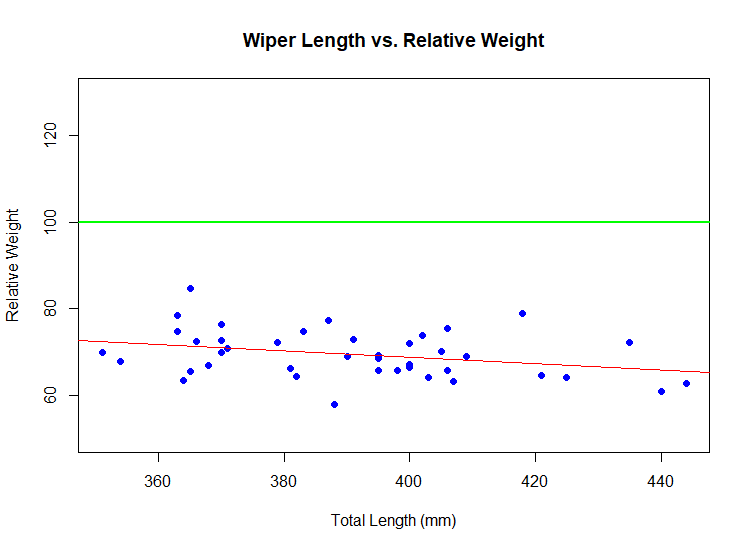 Wiper Length vs. Relative Weight
Relative Weight
120
100
80
60
360 380 400 420 440
Total Length (mm)